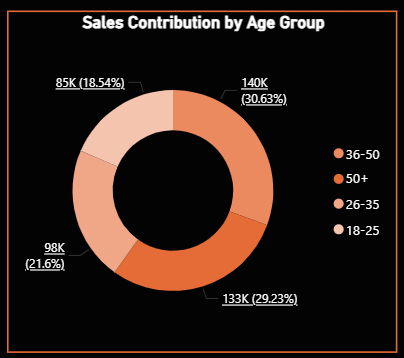 Sales Contribution by Age Group
85K (18.54%)
140K
(30.63%)
36-50
50+
26-35
18-25
98K
(21.6%)
133K (29.23%)